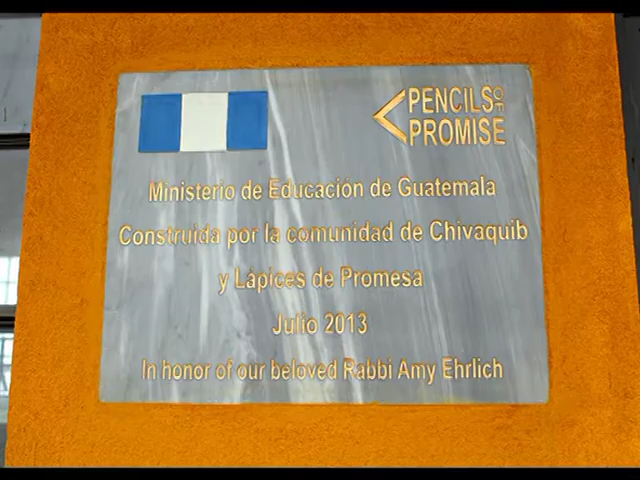 PENCILS OF
PROMISE
Ministerio de Educación de Guatemala
Construida por la comunidad de Chivaquib
y Lápices de Promesa
Julio 2013
In honor of our beloved Rabbi Amy Ehrlich